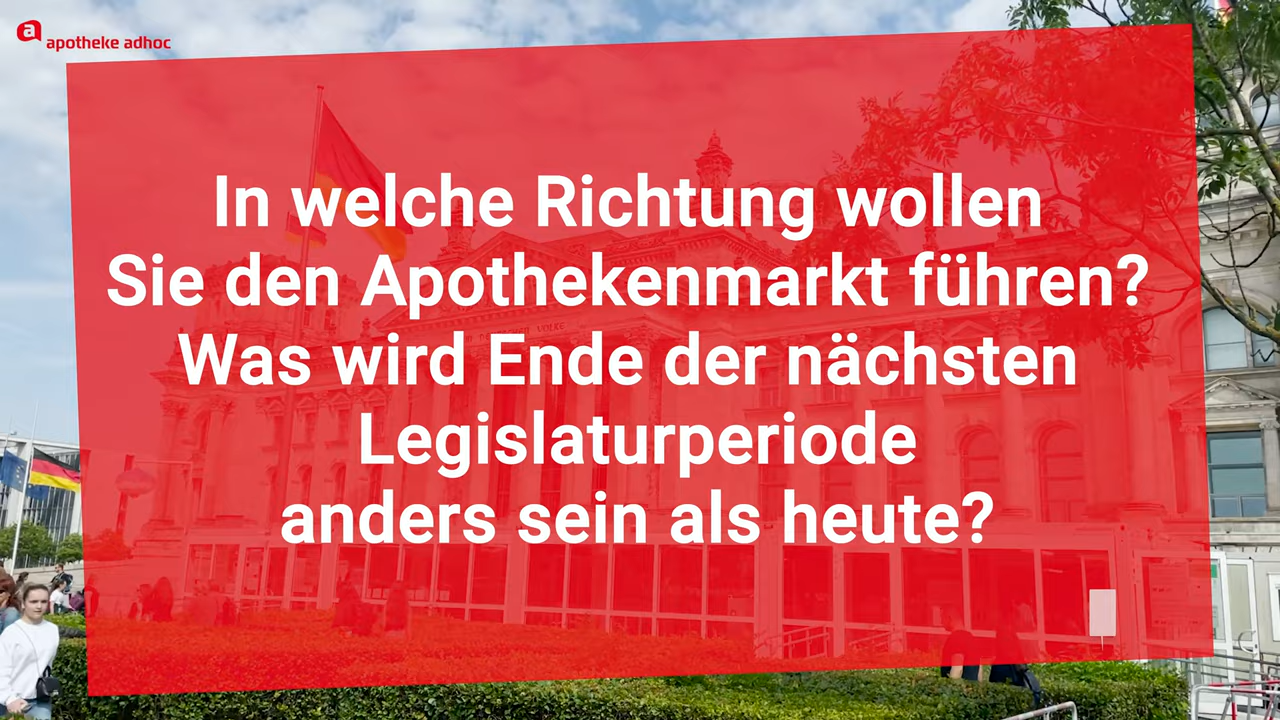 apotheke adhoc
In welche Richtung wollen
Sie den Apothekenmarkt führen?
Was wird Ende der nächsten
Legislaturperiode
anders sein als heute?